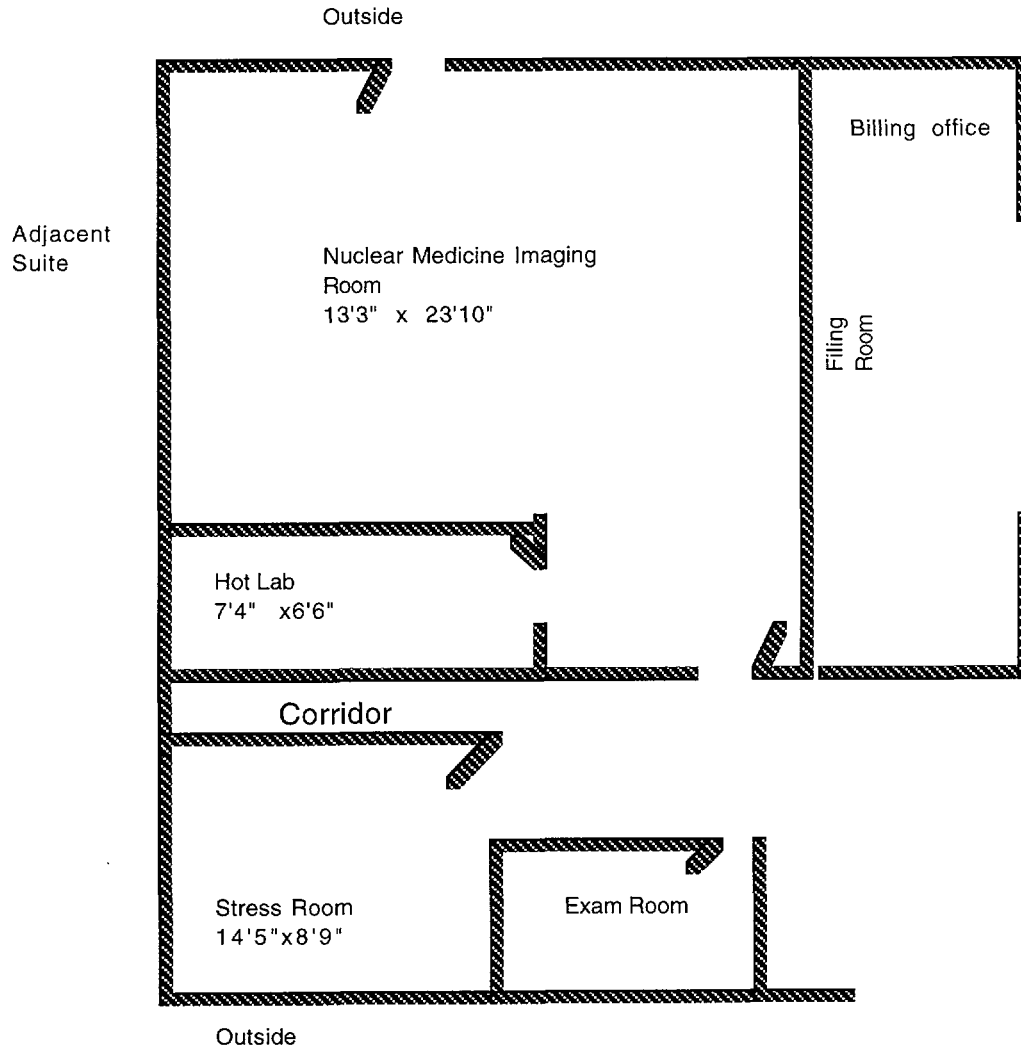 Outside
Billing office
Adjacent
Suite
Nuclear Medicine Imaging
Room
13'3" x 23'10"
Filing
Room
Hot Lab
7'4" x6'6"
Corridor
Stress Room
14'5"x8'9"
Exam Room
Outside